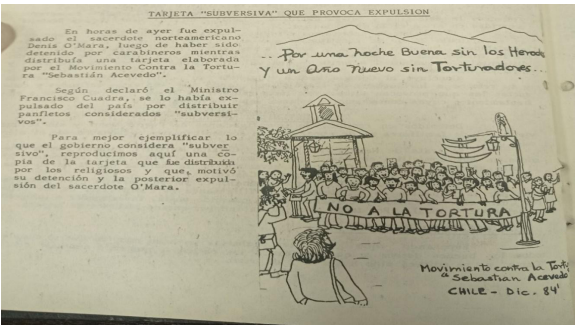 TARJETA "SUBVERSIVA" QUE PROVOCA EXPULSION
En horas de ayer fue expul-
sado el sacerdote norteamericano
Denis O'Mara, luego de haber sido
detenido por carabineros mientras
distribuía una tarjeta elaborada
por el Movimiento Contra la Tortu-
ra "Sebastián Acevedo".
Según declaró el Ministro
Francisco Cuadra, se lo había ex-
pulsado del país por distribuir
panfletos considerados "subversi-
vos".
Para mejor ejemplificar lo
que el gobierno considera "subver
sivo", reproducimos aquí una co-
pia de la tarjeta que fue distribuida
por los religiosos y que, motivó
su detención y la posterior expul-
sión del sacerdote O'Mara.
.. Por una noche Buena sin los Herodes
Y un Año nuevo sin Torturadores...
NO A LA TORTURA
Movimiento contra la Tortu
Sebastian Acevedo
CHILE - Dic. 84'